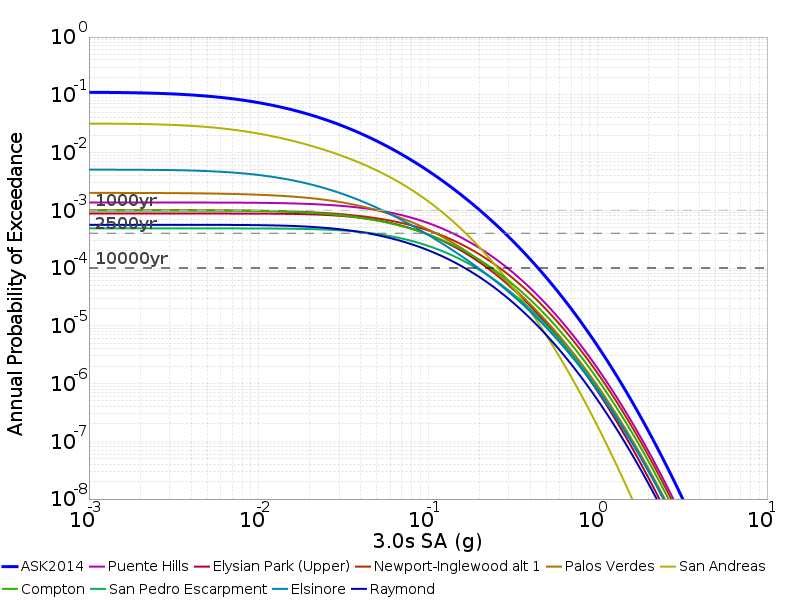 10^0
10^-1
10^-2
10^-3
10^-4
10^-5
10^-6
10^-7
10^-8
Annual Probability of Exceedance
1000yr
2500yr
10000yr
10^-3 10^-2 10^-1 10^0 10^1
3.0s SA (g)
ASK2014 Puente Hills Elysian Park (Upper) Newport-Inglewood alt 1 Palos Verdes San Andreas
Compton San Pedro Escarpment Elsinore Raymond